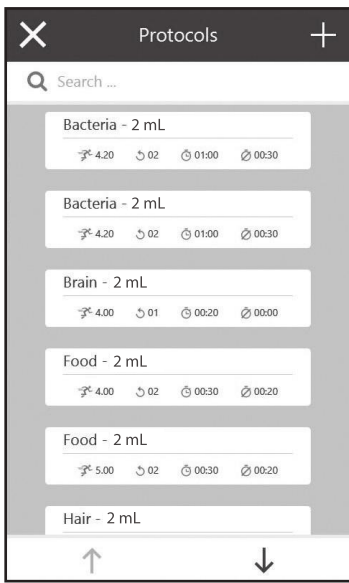 Protocols
Search ...
Bacteria - 2 mL
4.20 02 01:00 00:30
Bacteria - 2 mL
4.20 02 01:00 00:30
Brain - 2 mL
4.00 01 00:20 00:00
Food - 2 mL
4.00 02 00:30 00:20
Food - 2 mL
5.00 02 00:30 00:20
Hair - 2 mL